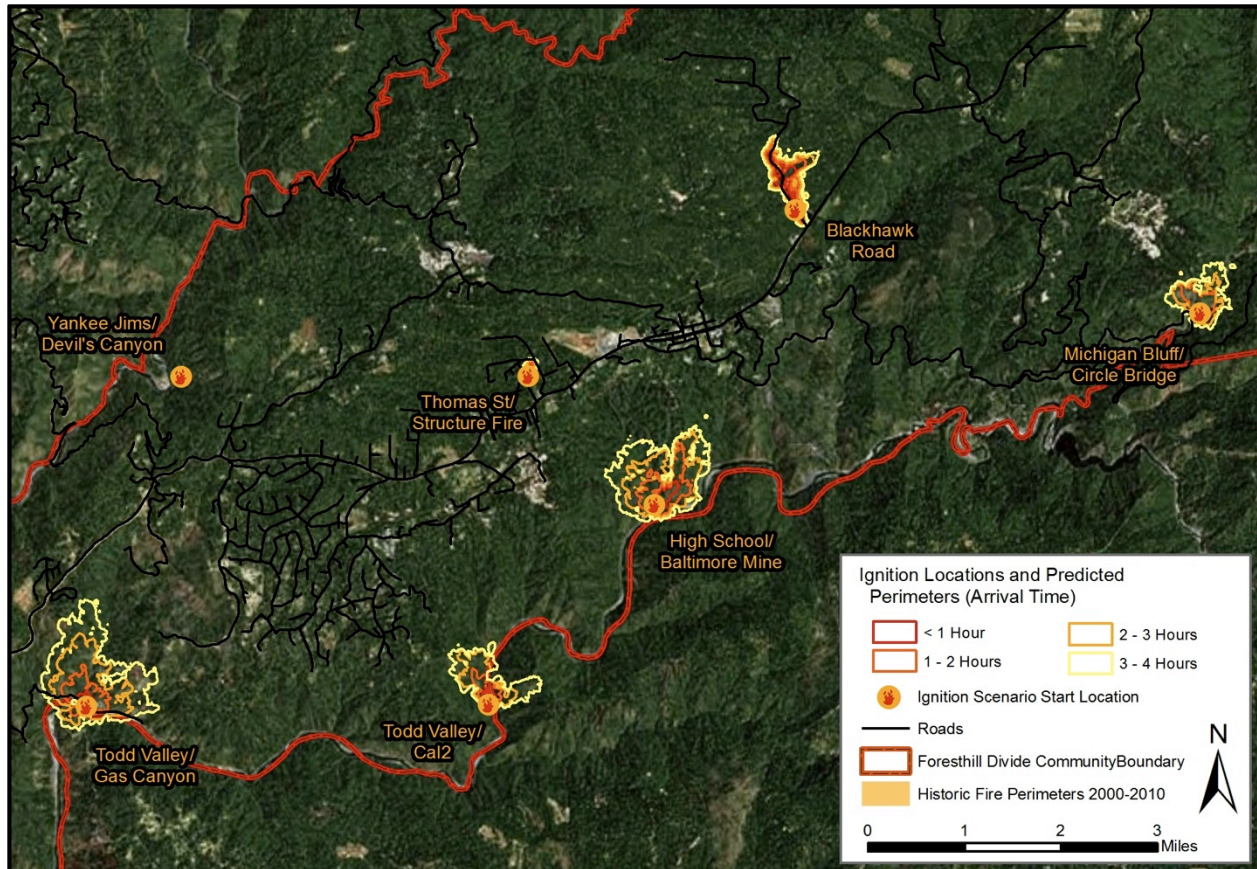 Blackhawk
Road
Yankee Jims/
Devil's Canyon
Michigan Bluff/
Circle Bridge
Thomas St/
Structure Fire
High School/
Baltimore Mine
Todd Valley/
Cal2
Todd Valley/
Gas Canyon
Ignition Locations and Predicted
Perimeters (Arrival Time)
< 1 Hour
2 - 3 Hours
1 - 2 Hours
3 - 4 Hours
Ignition Scenario Start Location
Roads
Foresthill Divide CommunityBoundary
Historic Fire Perimeters 2000-2010
N
0 1 2 3
Miles